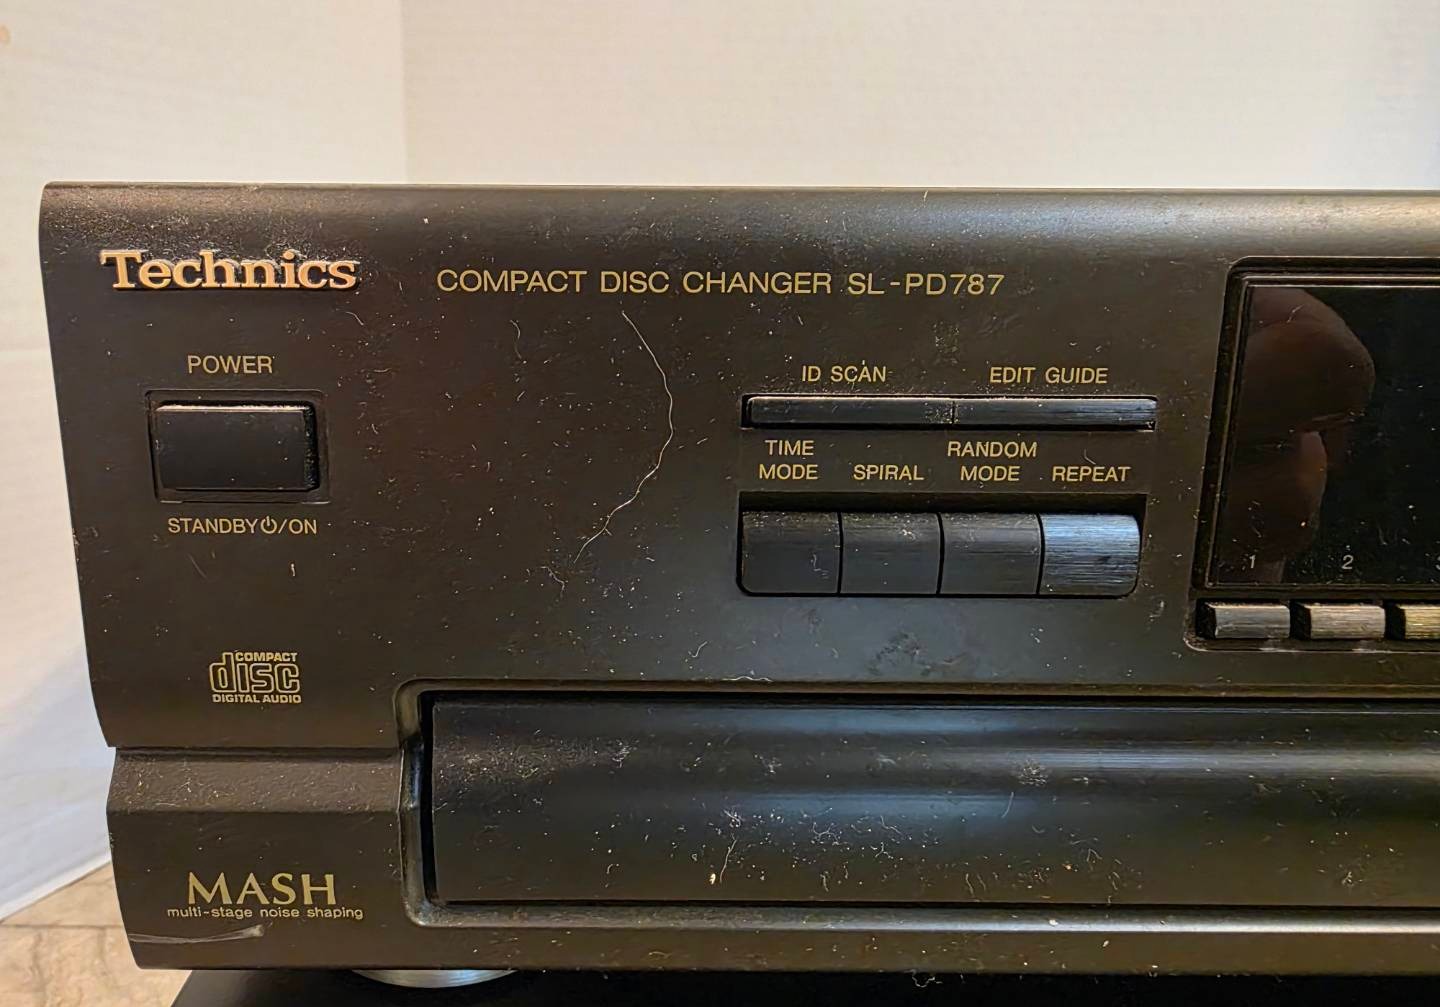 Technics
COMPACT DISC CHANGER SL-PD787
POWER
STANDBY⏻/ON
ID SCAN EDIT GUIDE
TIME MODE
SPIRAL
RANDOM MODE
REPEAT
1 2
COMPACT
disc
DIGITAL AUDIO
MASH
multi-stage noise shaping